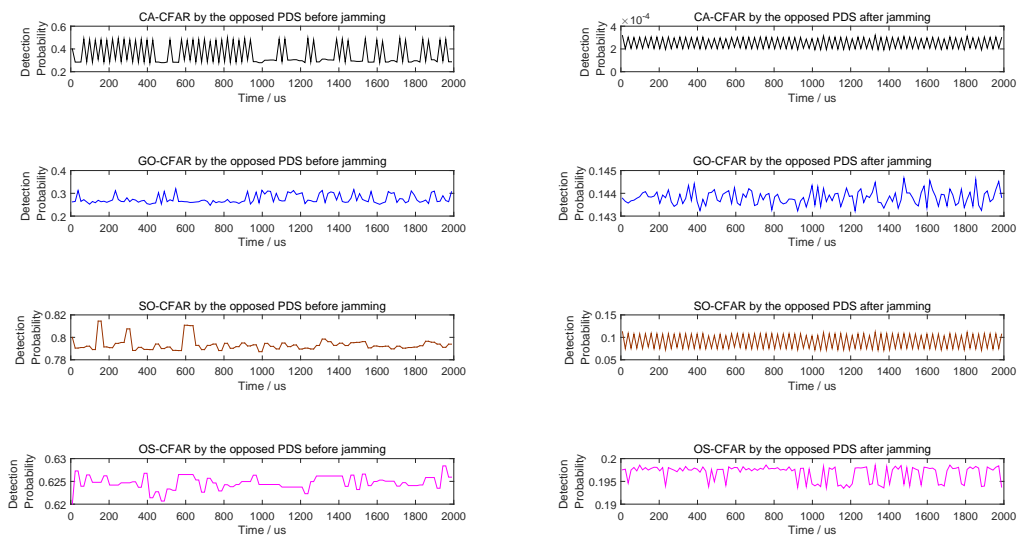 CA-CFAR by the opposed PDS before jamming
Detection
Probability
0.6
0.4
0.2
0 200 400 600 800 1000 1200 1400 1600 1800 2000
Time / us
CA-CFAR by the opposed PDS after jamming
×10-4
Detection
Probability
4
2
0
0 200 400 600 800 1000 1200 1400 1600 1800 2000
Time / us
GO-CFAR by the opposed PDS before jamming
Detection
Probability
0.4
0.3
0.2
0 200 400 600 800 1000 1200 1400 1600 1800 2000
Time / us
GO-CFAR by the opposed PDS after jamming
Detection
Probability
0.145
0.144
0.143
0 200 400 600 800 1000 1200 1400 1600 1800 2000
Time / us
SO-CFAR by the opposed PDS before jamming
Detection
Probability
0.82
0.8
0.78
0 200 400 600 800 1000 1200 1400 1600 1800 2000
Time / us
SO-CFAR by the opposed PDS after jamming
Detection
Probability
0.15
0.1
0.05
0 200 400 600 800 1000 1200 1400 1600 1800 2000
Time / us
OS-CFAR by the opposed PDS before jamming
Detection
Probability
0.63
0.625
0.62
0 200 400 600 800 1000 1200 1400 1600 1800 2000
Time / us
OS-CFAR by the opposed PDS after jamming
Detection
Probability
0.2
0.195
0.19
0 200 400 600 800 1000 1200 1400 1600 1800 2000
Time / us